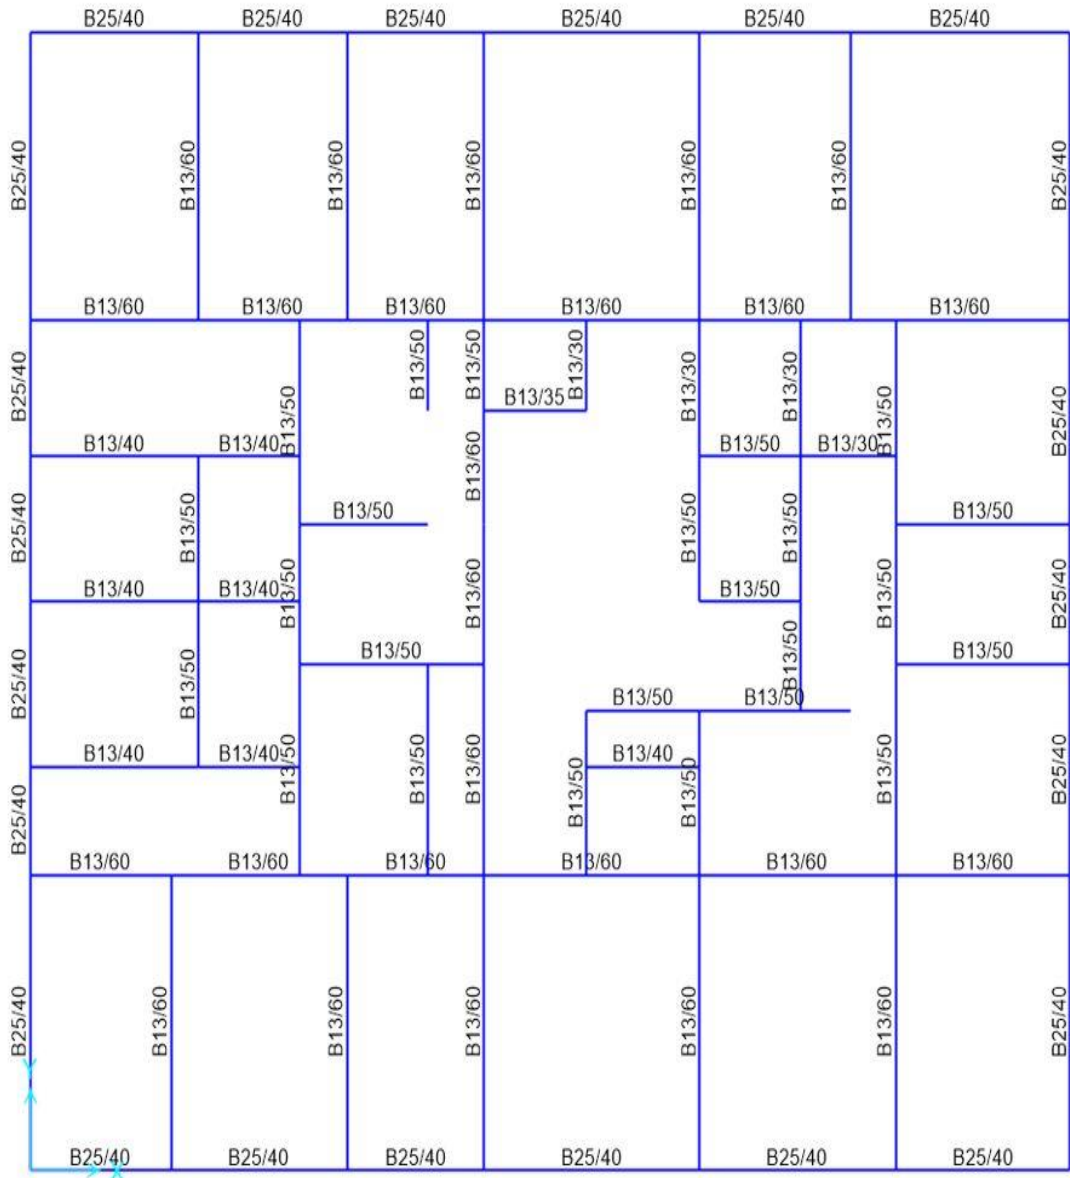 B25/40 B25/40 B25/40 B25/40 B25/40 B25/40
B25/40 B13/60 B13/60 B13/60 B13/60 B13/60 B25/40
B13/60 B13/60 B13/60 B13/60 B13/60 B13/60
B25/40 B13/50 B13/50 B13/50 B13/30 B13/30 B13/30 B13/50 B25/40
B13/35
B13/40 B13/40 B13/50 B13/30
B25/40 B13/50 B13/60 B13/50 B13/50
B13/50 B13/50
B13/40 B13/40 B13/50 B13/60 B13/50 B13/50 B25/40
B25/40 B13/50 B13/50
B13/50 B13/50
B13/50 B13/50
B13/40 B13/40 B13/40
B25/40 B13/50 B13/50 B13/60 B13/50 B13/50 B13/50 B25/40
B13/60 B13/60 B13/60 B13/60 B13/60 B13/60
B25/40 B13/60 B13/60 B13/60 B13/60 B13/60 B25/40
Y
B25/40 B25/40 B25/40 B25/40 B25/40 B25/40
X